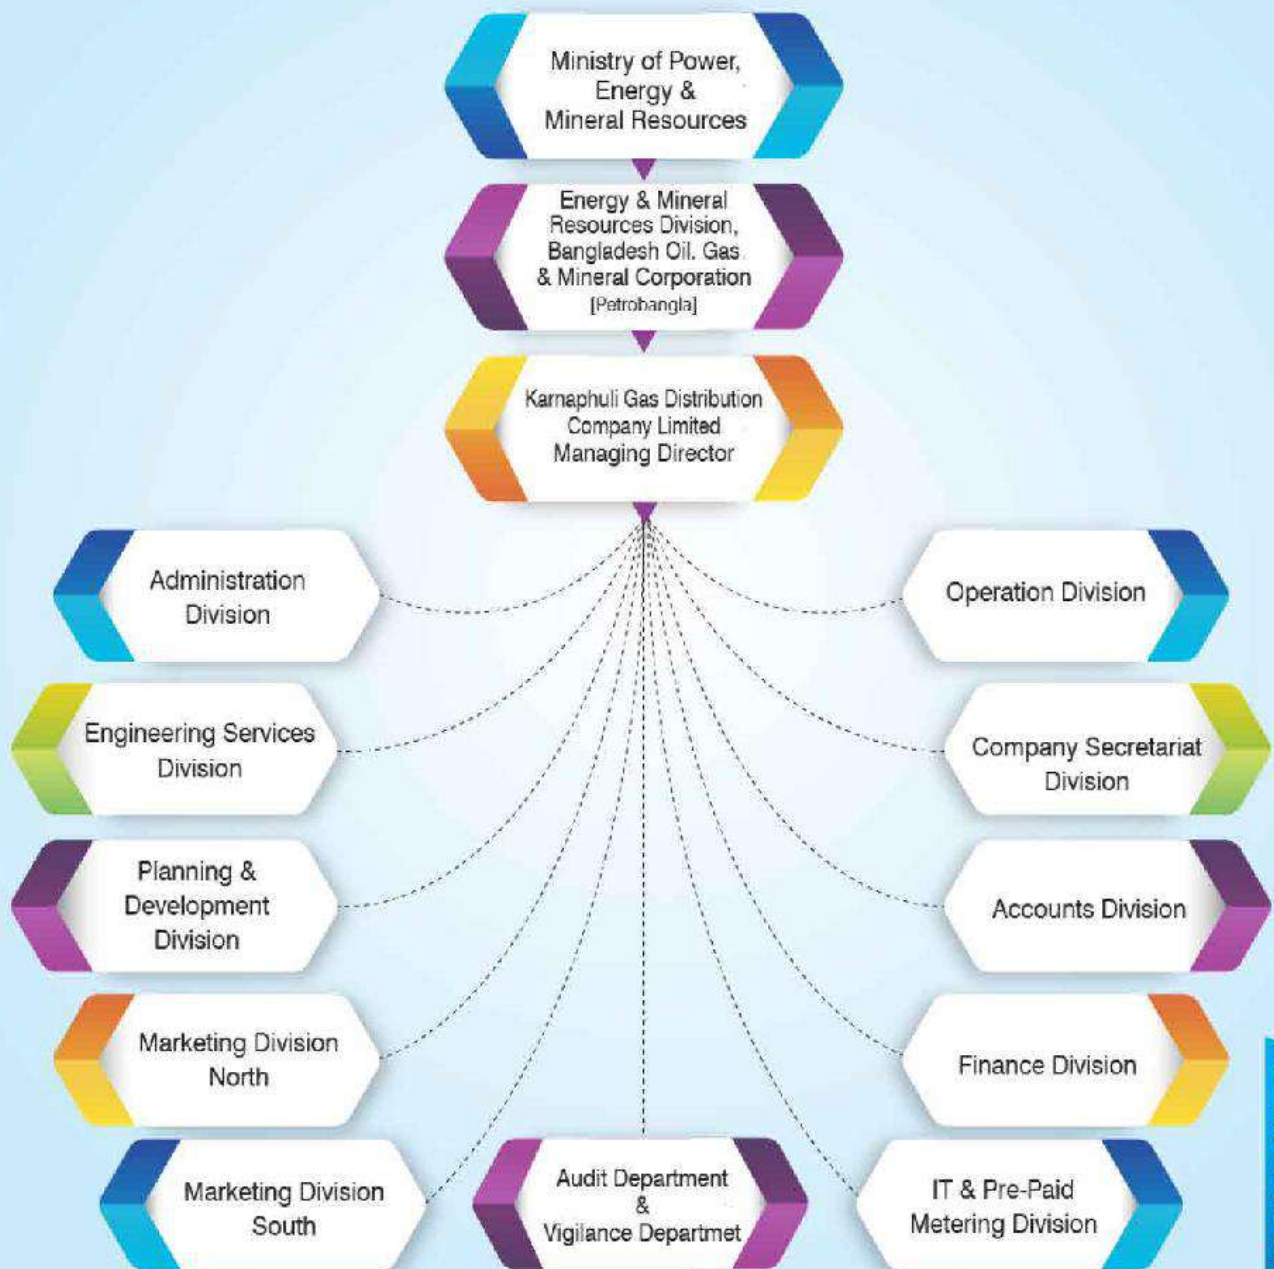 Ministry of Power,
Energy &
Mineral Resources
Energy & Mineral
Resources Division,
Bangladesh Oil. Gas
& Mineral Corporation
[Petrobangla]
Karnaphuli Gas Distribution
Company Limited
Managing Director
Administration
Division
Operation Division
Engineering Services
Division
Company Secretariat
Division
Planning &
Development
Division
Accounts Division
Marketing Division
North
Finance Division
Marketing Division
South
Audit Department
&
Vigilance Departmet
IT & Pre-Paid
Metering Division